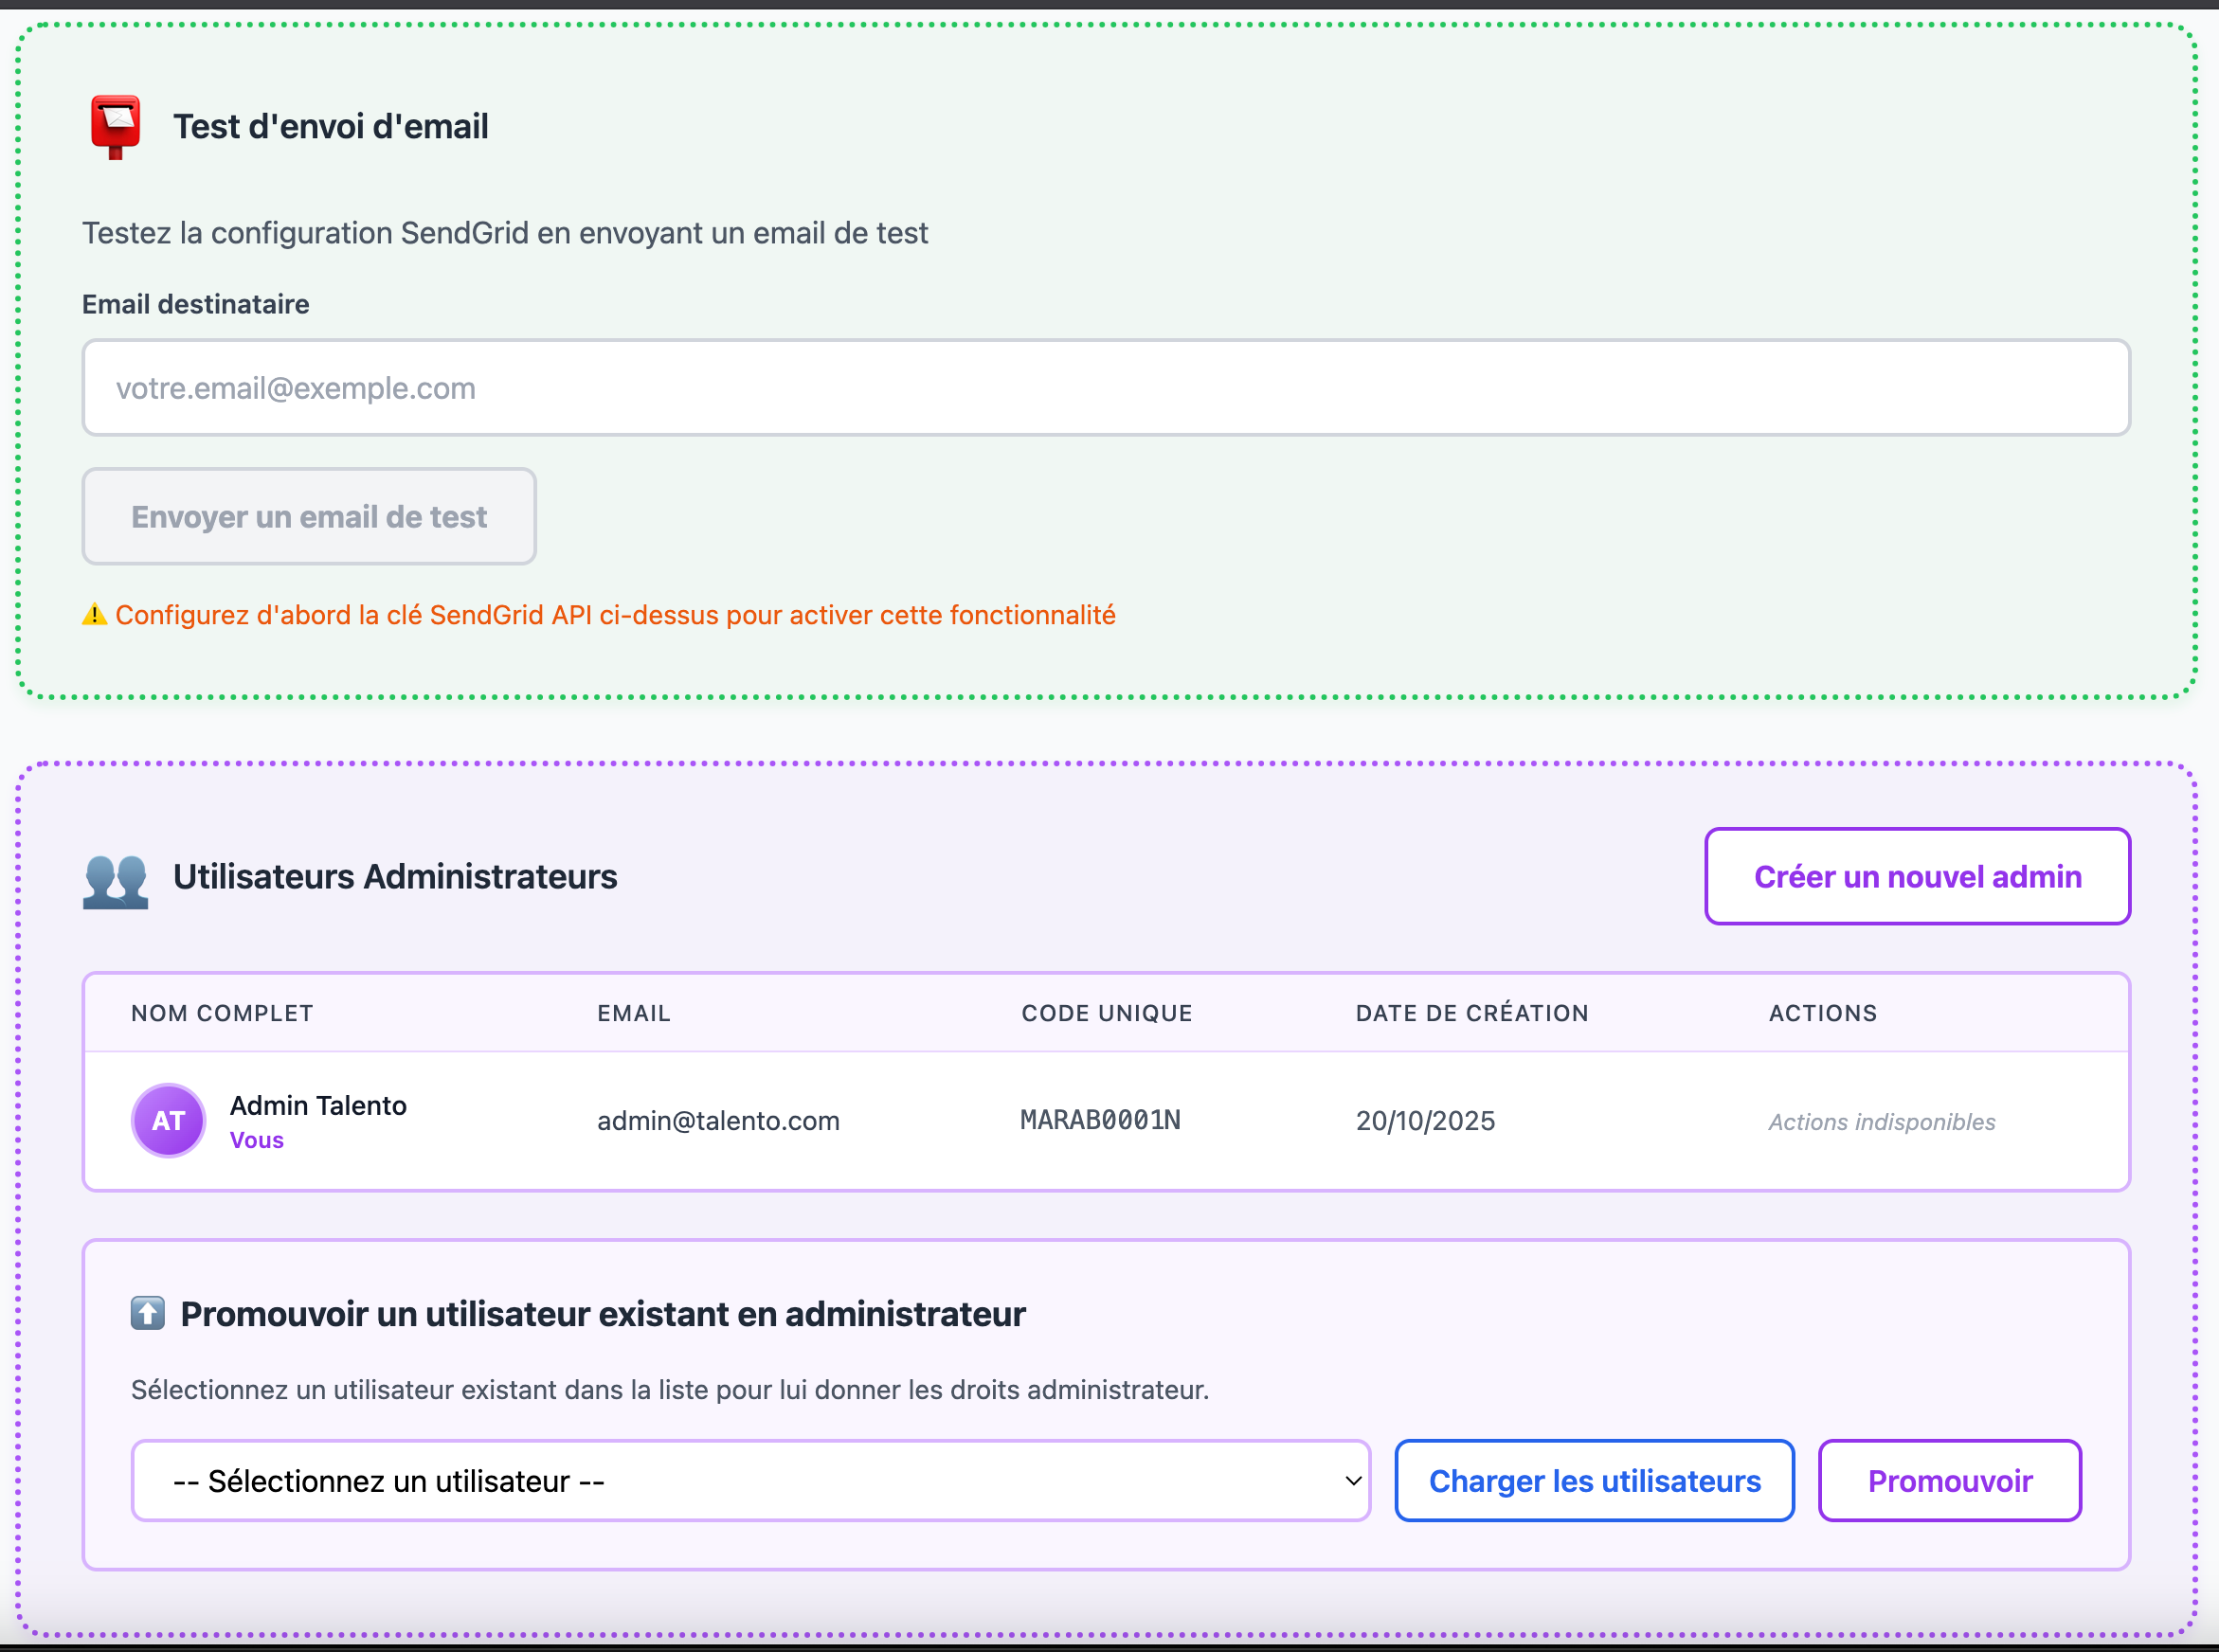 Test d'envoi d'email
Testez la configuration SendGrid en envoyant un email de test
Email destinataire
votre.email@exemple.com
Envoyer un email de test
⚠️ Configurez d'abord la clé SendGrid API ci-dessus pour activer cette fonctionnalité
Utilisateurs Administrateurs
Créer un nouvel admin
NOM COMPLET EMAIL CODE UNIQUE DATE DE CRÉATION ACTIONS
AT
Admin Talento
Vous
admin@talento.com MARAB0001N 20/10/2025 Actions indisponibles
Promouvoir un utilisateur existant en administrateur
Sélectionnez un utilisateur existant dans la liste pour lui donner les droits administrateur.
-- Sélectionnez un utilisateur -- Charger les utilisateurs Promouvoir